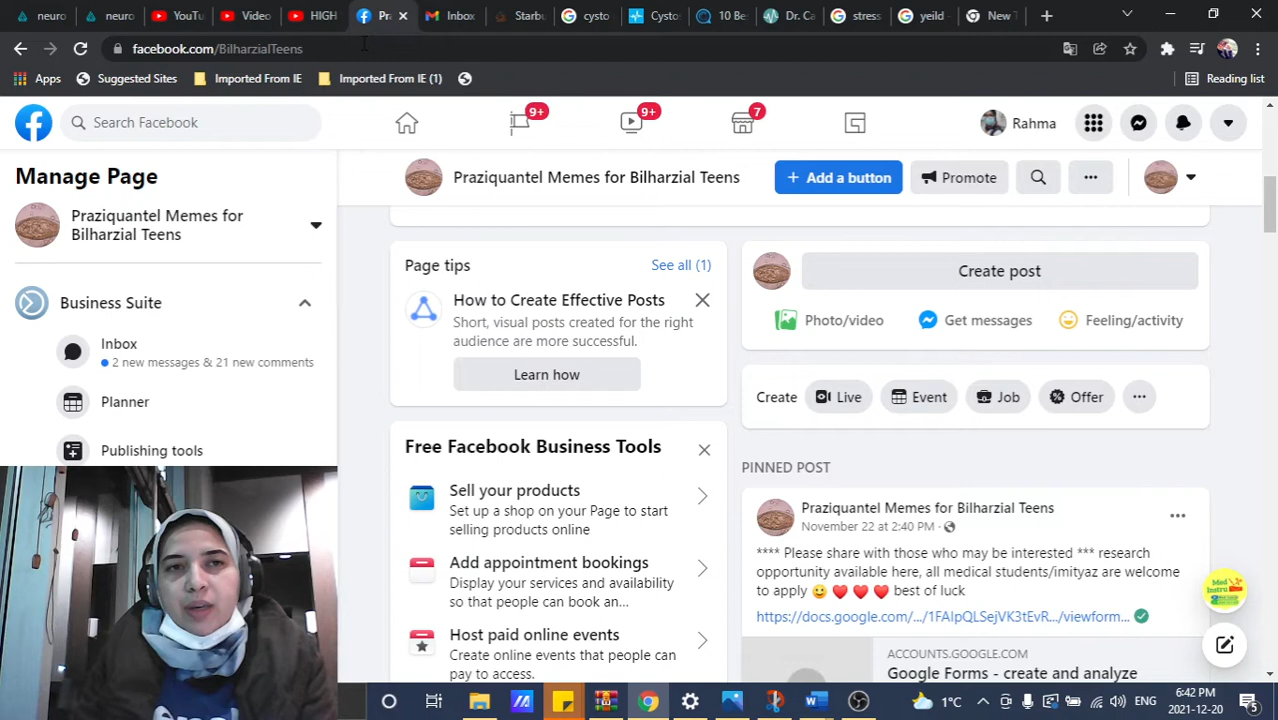 neuro
neuro
YouTu
Video
HIGH
Pra
Inbox
Starbu
cysto
Cysto
10 Be
Dr. Ca
stress
yeild -
New T
facebook.com/BilharzialTeens
Apps
Suggested Sites
Imported From IE
Imported From IE (1)
Reading list
Search Facebook
9+
9+
7
Rahma
Manage Page
Praziquantel Memes for Bilharzial Teens
Add a button
Promote
Praziquantel Memes for
Bilharzial Teens
Business Suite
Inbox
2 new messages & 21 new comments
Planner
Publishing tools
Page tips
See all (1)
How to Create Effective Posts
Short, visual posts created for the right
audience are more successful.
Learn how
Free Facebook Business Tools
Sell your products
Set up a shop on your Page to start
selling products online
Add appointment bookings
Display your services and availability
so that people can book an...
Host paid online events
Create online events that people can
pay to access.
Create post
Photo/video
Get messages
Feeling/activity
Create
Live
Event
Job
Offer
PINNED POST
Praziquantel Memes for Bilharzial Teens
November 22 at 2:40 PM
**** Please share with those who may be interested *** research
opportunity available here, all medical students/imityaz are welcome
to apply 😃 ❤️ ❤️ ❤️ best of luck
https://docs.google.com/.../1FAIpQLSejVK3tEvR.../viewform...
ACCOUNTS.GOOGLE.COM
Google Forms - create and analyze
Med
Instru
1°C
ENG
6:42 PM
2021-12-20
5